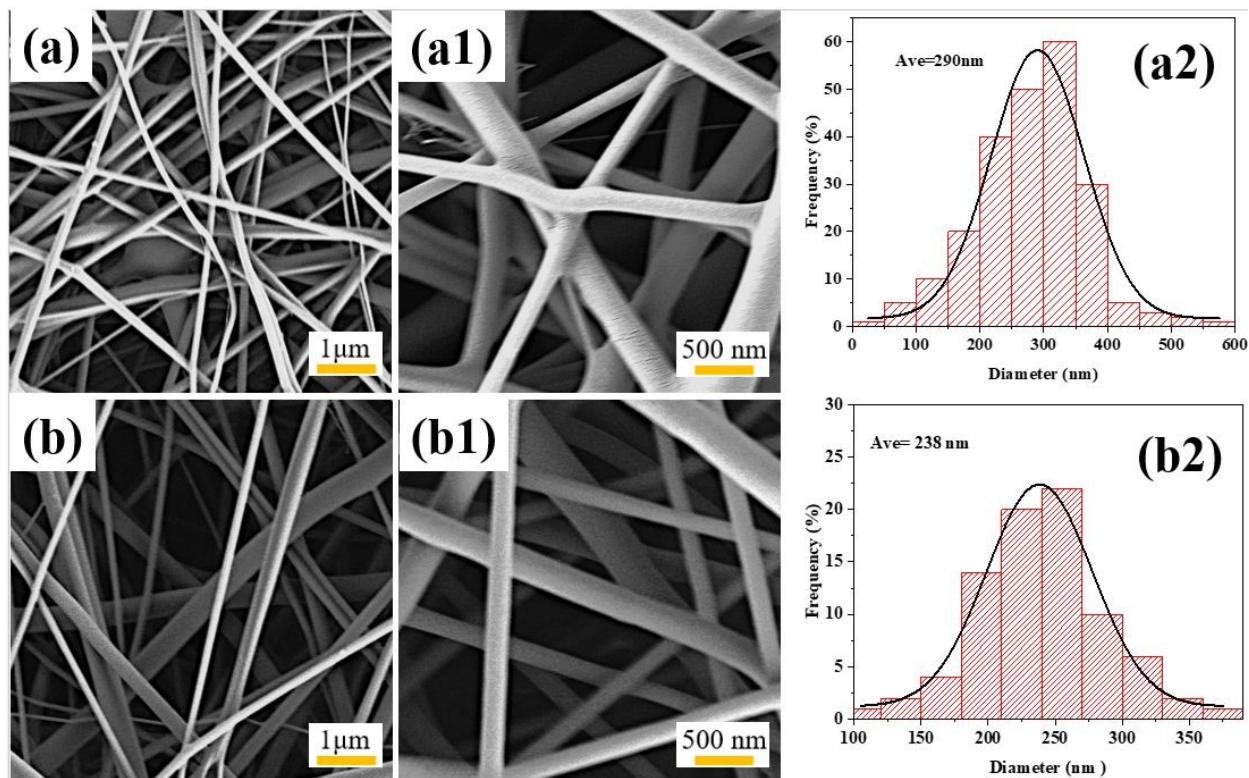 (a)
1μm
(a1)
500 nm
(a2)
Ave=290nm
Frequency (%)
60
50
40
30
20
10
0
0 100 200 300 400 500 600
Diameter (nm)
(b)
1μm
(b1)
500 nm
(b2)
Ave= 238 nm
Frequency (%)
30
25
20
15
10
5
0
100 150 200 250 300 350
Diameter (nm)